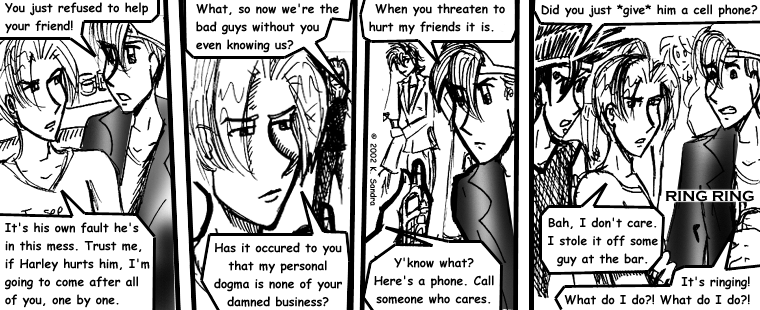 You just refused to help
your friend!
It's his own fault he's
in this mess. Trust me,
if Harley hurts him, I'm
going to come after all
of you, one by one.
What, so now we're the
bad guys without you
even knowing us?
Has it occured to you
that my personal
dogma is none of your
damned business?
When you threaten to
hurt my friends it is.
© 2002 K. Sandra
Y'know what?
Here's a phone. Call
someone who cares.
Did you just *give* him a cell phone?
Bah, I don't care.
I stole it off some
guy at the bar.
RING RING
It's ringing!
What do I do?! What do I do?!